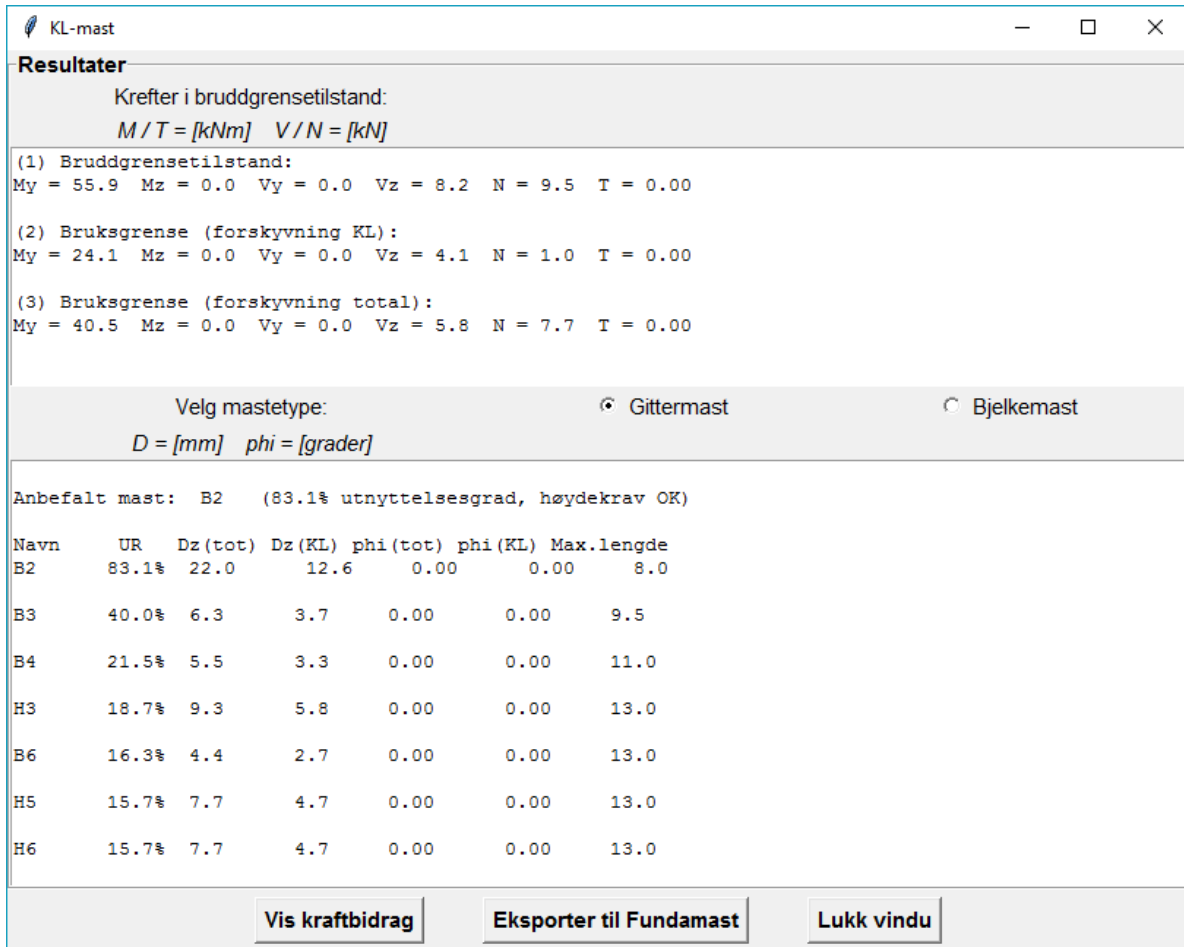 KL-mast
Resultater
Krefter i bruddgrensetilstand:
M / T = [kNm]    V / N = [kN]
(1) Bruddgrensetilstand:
My = 55.9  Mz = 0.0  Vy = 0.0  Vz = 8.2  N = 9.5  T = 0.00
(2) Bruksgrense (forskyvning KL):
My = 24.1  Mz = 0.0  Vy = 0.0  Vz = 4.1  N = 1.0  T = 0.00
(3) Bruksgrense (forskyvning total):
My = 40.5  Mz = 0.0  Vy = 0.0  Vz = 5.8  N = 7.7  T = 0.00
Velg mastetype: Gittermast Bjelkemast
D = [mm]    phi = [grader]
Anbefalt mast:  B2   (83.1% utnyttelsesgrad, høydekrav OK)
Navn UR Dz(tot) Dz(KL) phi(tot) phi(KL) Max.lengde
B2 83.1% 22.0 12.6 0.00 0.00 8.0
B3 40.0% 6.3 3.7 0.00 0.00 9.5
B4 21.5% 5.5 3.3 0.00 0.00 11.0
H3 18.7% 9.3 5.8 0.00 0.00 13.0
B6 16.3% 4.4 2.7 0.00 0.00 13.0
H5 15.7% 7.7 4.7 0.00 0.00 13.0
H6 15.7% 7.7 4.7 0.00 0.00 13.0
Vis kraftbidrag Eksporter til Fundamast Lukk vindu